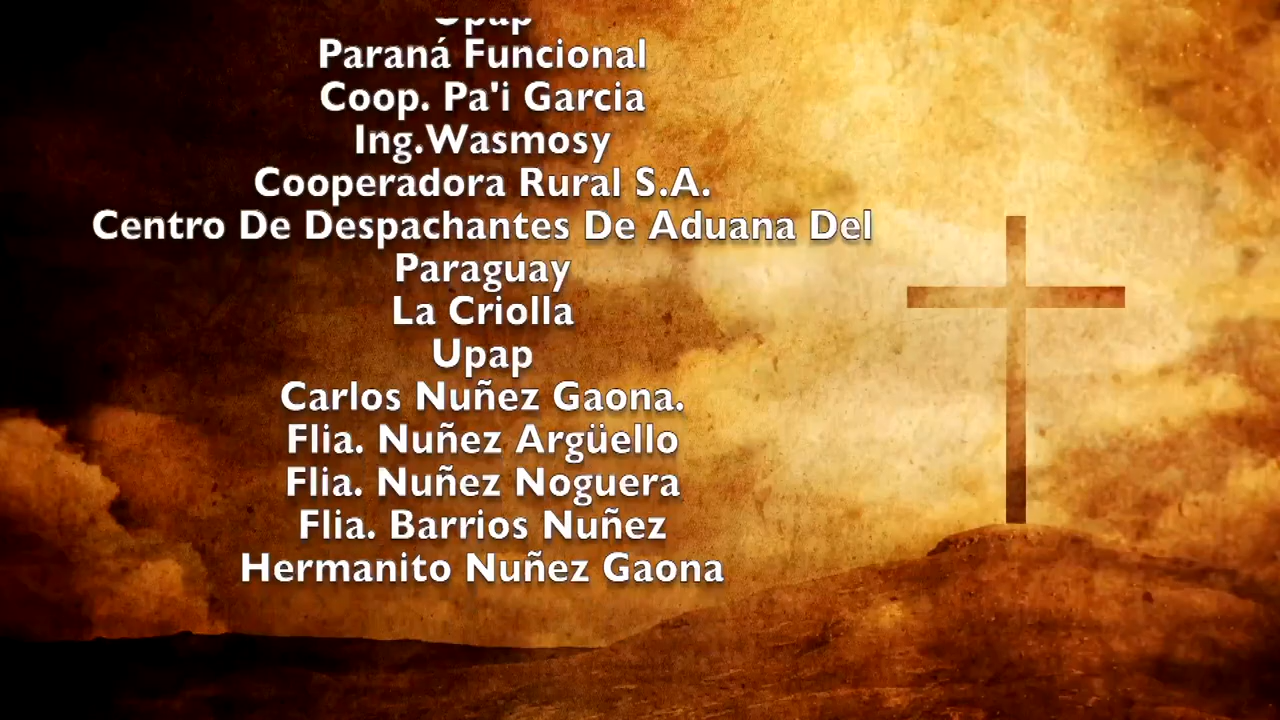 Upap
Paraná Funcional
Coop. Pa'i Garcia
Ing.Wasmosy
Cooperadora Rural S.A.
Centro De Despachantes De Aduana Del
Paraguay
La Criolla
Upap
Carlos Nuñez Gaona.
Flia. Nuñez Argüello
Flia. Nuñez Noguera
Flia. Barrios Nuñez
Hermanito Nuñez Gaona